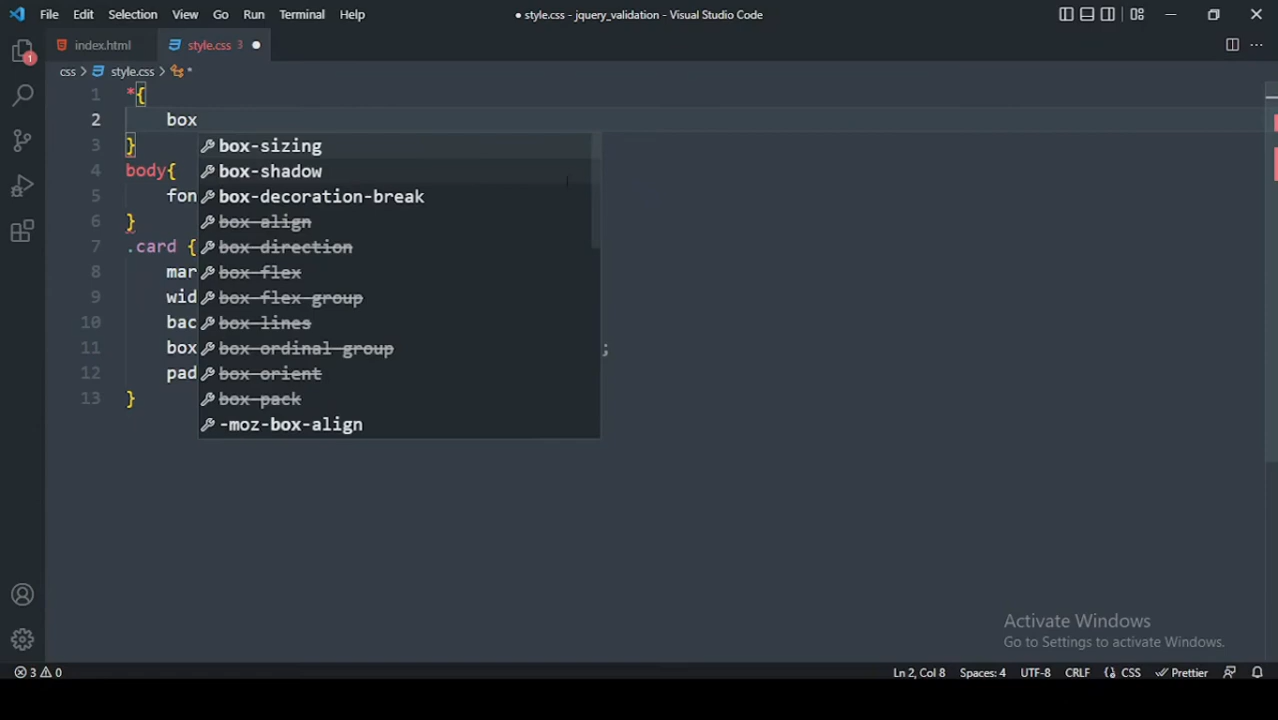 File Edit Selection View Go Run Terminal Help ● style.css - jquery_validation - Visual Studio Code
index.html style.css 3
css > style.css > *
1 *{
2 box
3 }
4 body{
5 fon
6 }
7 .card {
8 mar
9 wid
10 bac
11 box ;
12 pad
13 }
box-sizing
box-shadow
box-decoration-break
box-align
box-direction
box-flex
box-flex-group
box-lines
box-ordinal-group
box-orient
box-pack
-moz-box-align
1
Activate Windows
Go to Settings to activate Windows.
3 0 Ln 2, Col 8 Spaces: 4 UTF-8 CRLF {} CSS Prettier